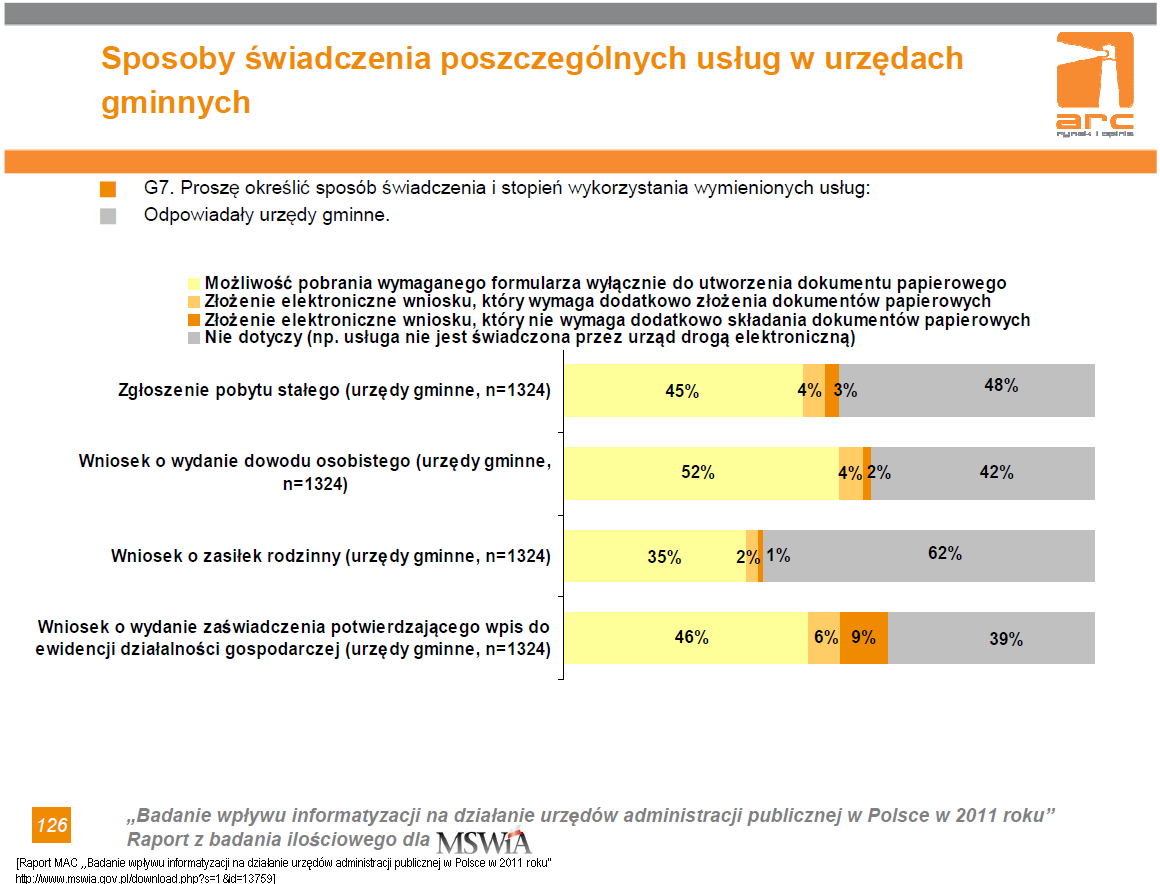 Sposoby świadczenia poszczególnych usług w urzędach
gminnych
arc
rynek i opinia
G7. Proszę określić sposób świadczenia i stopień wykorzystania wymienionych usług:
Odpowiadały urzędy gminne.
Możliwość pobrania wymaganego formularza wyłącznie do utworzenia dokumentu papierowego
Złożenie elektroniczne wniosku, który wymaga dodatkowo złożenia dokumentów papierowych
Złożenie elektroniczne wniosku, który nie wymaga dodatkowo składania dokumentów papierowych
Nie dotyczy (np. usługa nie jest świadczona przez urząd drogą elektroniczną)
Zgłoszenie pobytu stałego (urzędy gminne, n=1324)
45% 4% 3% 48%
Wniosek o wydanie dowodu osobistego (urzędy gminne,
n=1324)
52% 4% 2% 42%
Wniosek o zasiłek rodzinny (urzędy gminne, n=1324)
35% 2% 1% 62%
Wniosek o wydanie zaświadczenia potwierdzającego wpis do
ewidencji działalności gospodarczej (urzędy gminne, n=1324)
46% 6% 9% 39%
126
„Badanie wpływu informatyzacji na działanie urzędów administracji publicznej w Polsce w 2011 roku”
Raport z badania ilościowego dla MSWiA
[Raport MAC „Badanie wpływu informatyzacji na działanie urzędów administracji publicznej w Polsce w 2011 roku"
http://www.mswia.gov.pl/download.php?s=1&id=13759]